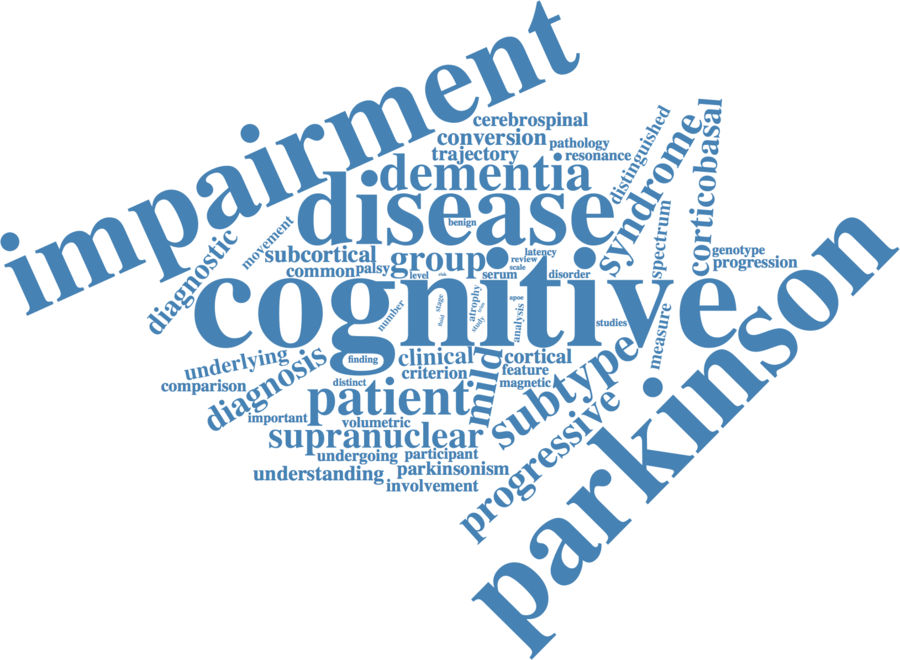 impairment
cerebrospinal
conversion
pathology
trajectory
resonance
distinguished
dementia
syndrome
corticobasal
disease
benign
movement
diagnostic
subcortical
group
latency
review
scale
spectrum
genotype
progression
common
palsy
level
risk
serum
disorder
cognitive
number
stage
fluid
atrophy
study
apoe
analysis
studies
measure
parkinson
underlying
finding
clinical
cortical
comparison
diagnosis
criterion
mild
feature
magnetic
subtype
distinct
patient
important
volumetric
supranuclear
progressive
undergoing
participant
understanding
parkinsonism
involvement